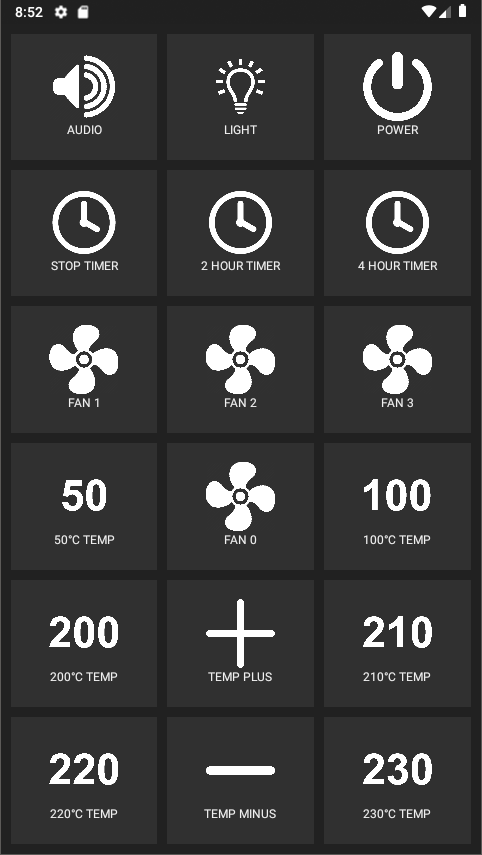 8:52
AUDIO
LIGHT
POWER
STOP TIMER
2 HOUR TIMER
4 HOUR TIMER
FAN 1
FAN 2
FAN 3
50
50°C TEMP
FAN 0
100
100°C TEMP
200
200°C TEMP
TEMP PLUS
210
210°C TEMP
220
220°C TEMP
TEMP MINUS
230
230°C TEMP